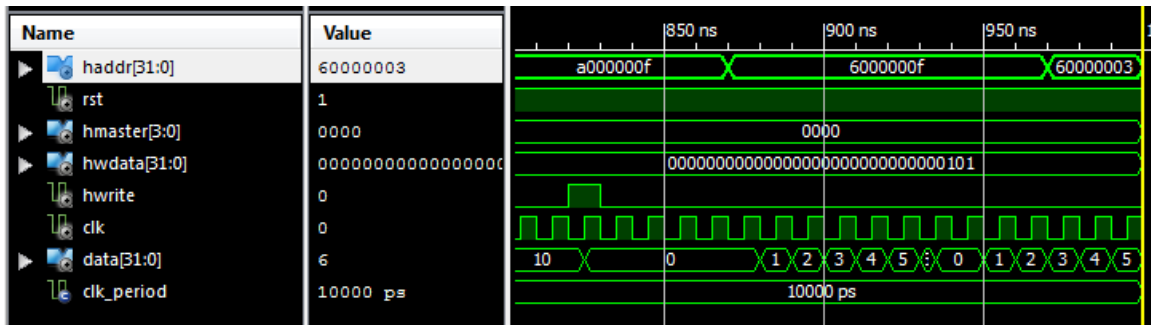 Name Value 850 ns 900 ns 950 ns
haddr[31:0] 60000003 a000000f 6000000f 60000003
rst 1
hmaster[3:0] 0000 0000
hwdata[31:0] 0000000000000000000 00000000000000000000000000000101
hwrite 0
clk 0
data[31:0] 6 10 0 1 2 3 4 5 0 1 2 3 4 5
clk_period 10000 ps 10000 ps